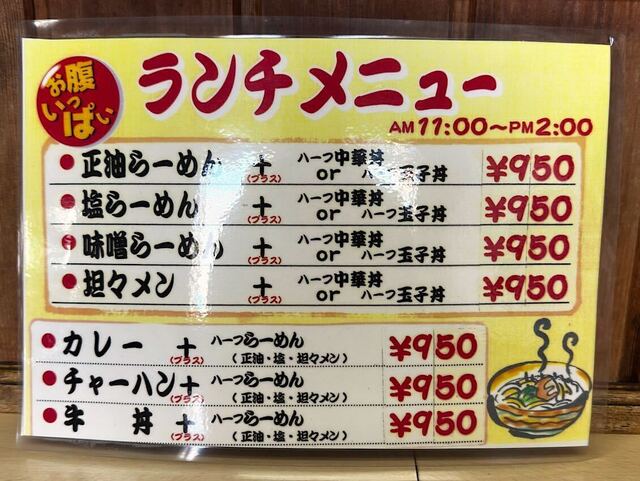 お腹いっぱい
ランチメニュー
AM 11:00〜PM 2:00
正油らーめん + (プラス) ハーフ中華丼 or ハーフ玉子丼 ¥950
塩らーめん + (プラス) ハーフ中華丼 or ハーフ玉子丼 ¥950
味噌らーめん + (プラス) ハーフ中華丼 or ハーフ玉子丼 ¥950
坦々メン + (プラス) ハーフ中華丼 or ハーフ玉子丼 ¥950
カレー + (プラス) ハーフらーめん (正油・塩・坦々メン) ¥950
チャーハン + (プラス) ハーフらーめん (正油・塩・坦々メン) ¥950
牛丼 + (プラス) ハーフらーめん (正油・塩・坦々メン) ¥950